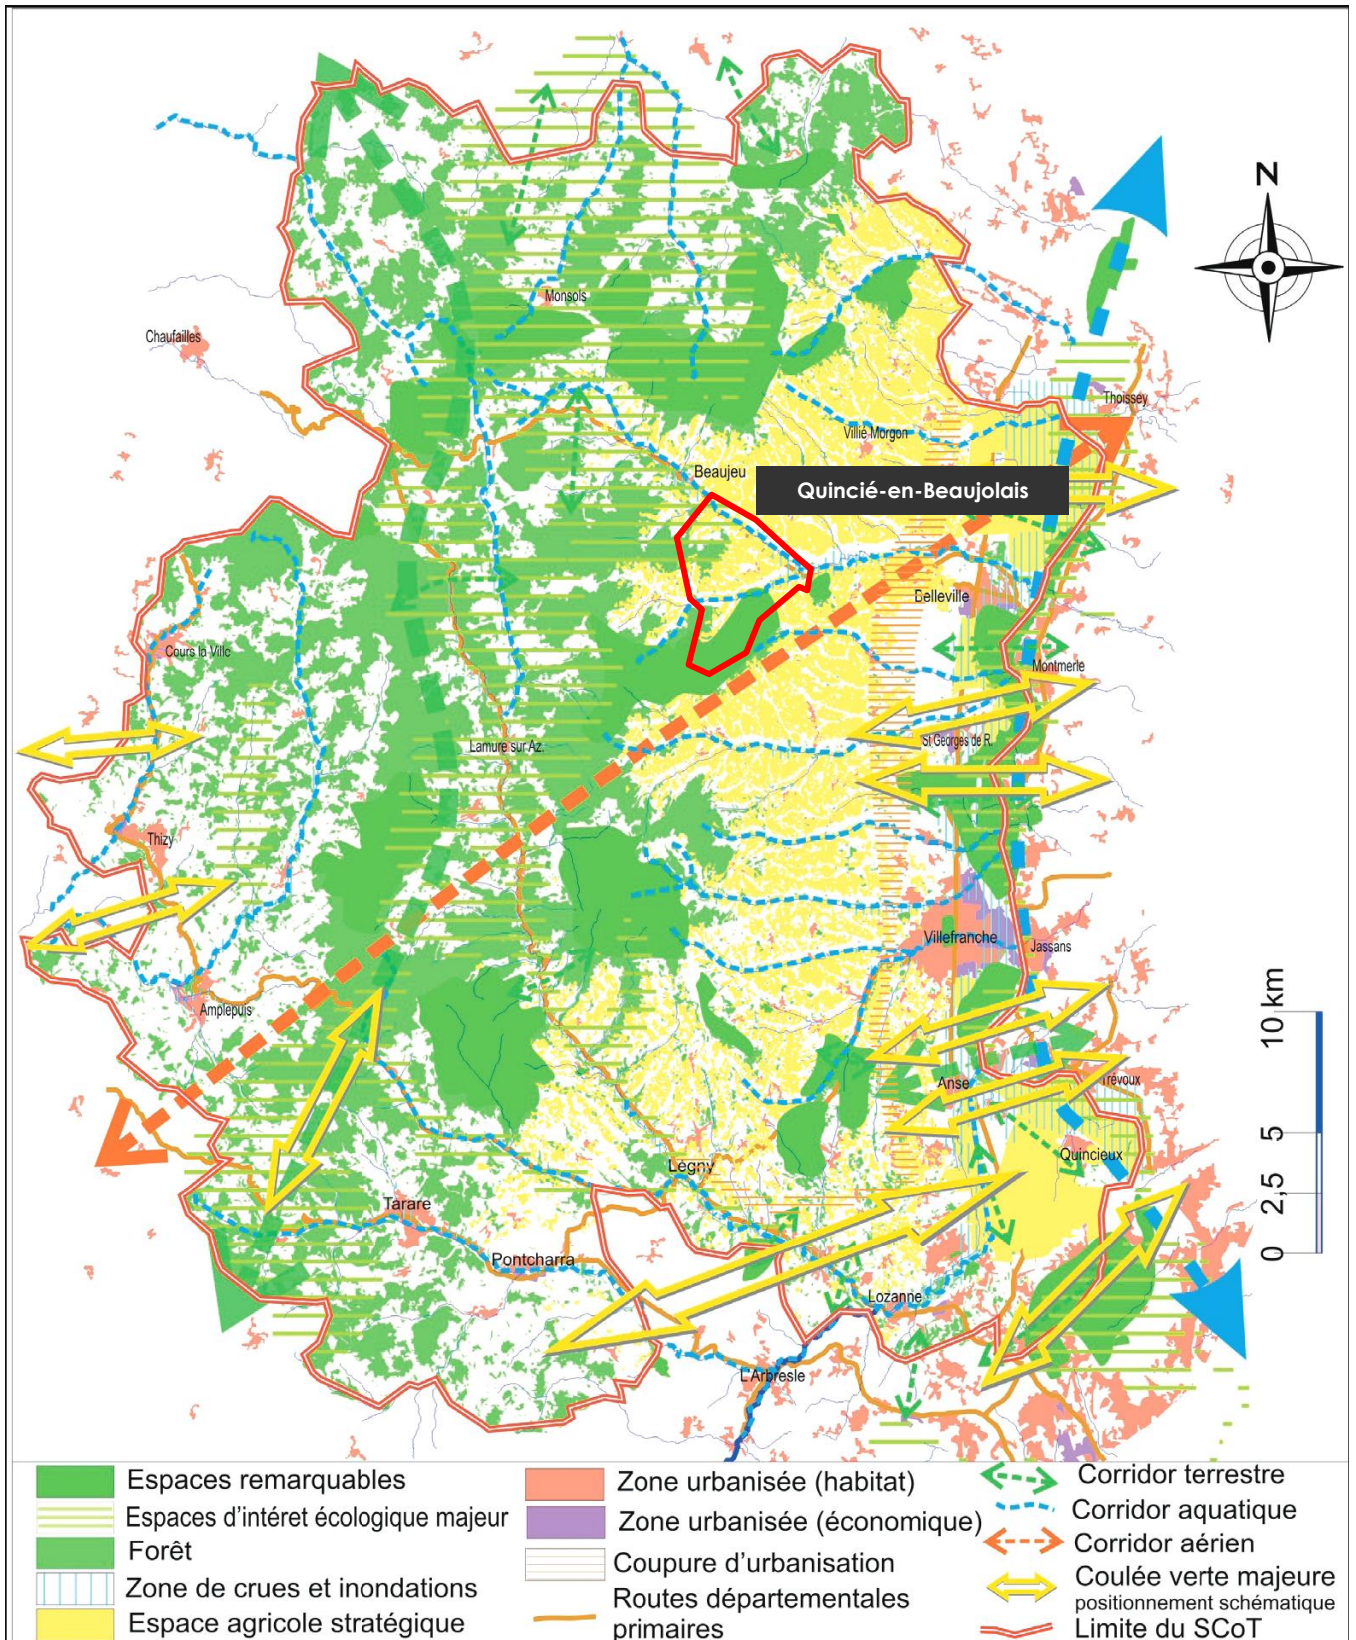 N
Monsols
Chaufailles
Thoissey
Villié Morgon
Beaujeu
Quincié-en-Beaujolais
Belleville
Cours la Ville
Montmerle
St Georges de R.
Lamure sur Az.
Thizy
Villefranche
Jassans
Amplepuis
Anse
Trévoux
Quincieux
Légny
Tarare
Pontcharra
Lozanne
L'Arbresle
10 km
5
2,5
0
Espaces remarquables
Espaces d'intéret écologique majeur
Forêt
Zone de crues et inondations
Espace agricole stratégique
Zone urbanisée (habitat)
Zone urbanisée (économique)
Coupure d'urbanisation
Routes départementales
primaires
Corridor terrestre
Corridor aquatique
Corridor aérien
Coulée verte majeure
positionnement schématique
Limite du SCoT